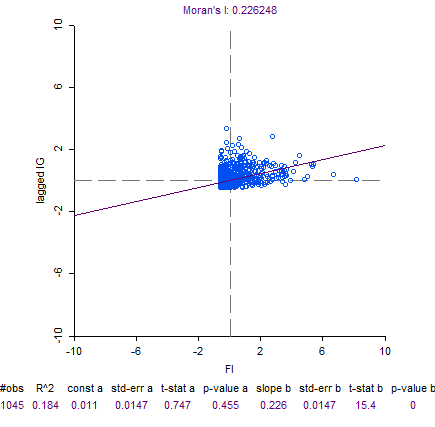 Moran's I: 0.226248
10
6
2
-2
-6
-10
lagged IG
-10 -6 -2 2 6 10
FI
#obs R^2 const a std-err a t-stat a p-value a slope b std-err b t-stat b p-value b
1045 0.184 0.011 0.0147 0.747 0.455 0.226 0.0147 15.4 0